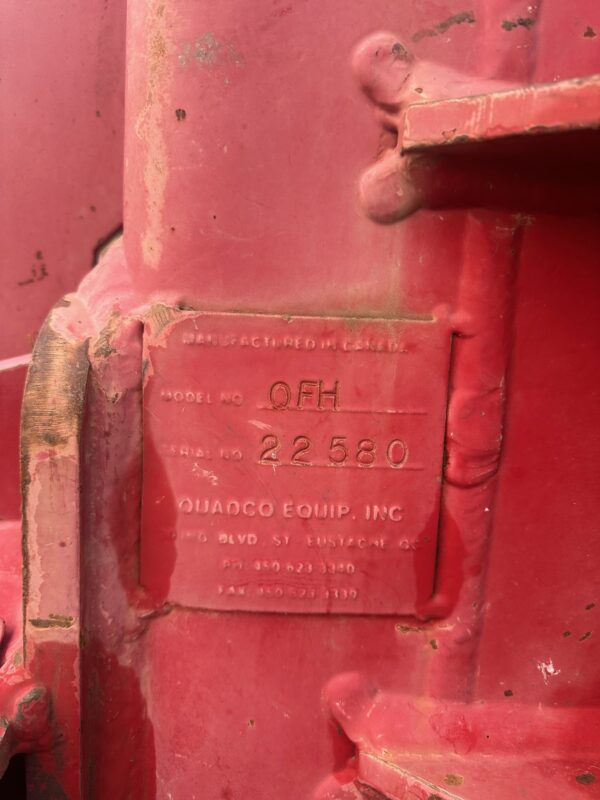 MANUFACTURED IN CANADA
MODEL NO. QFH
SERIAL NO. 22580
QUADCO EQUIP. INC
BLVD. ST. EUSTACHE QC
PH. 450 623 3340
FAX 450 623 3339